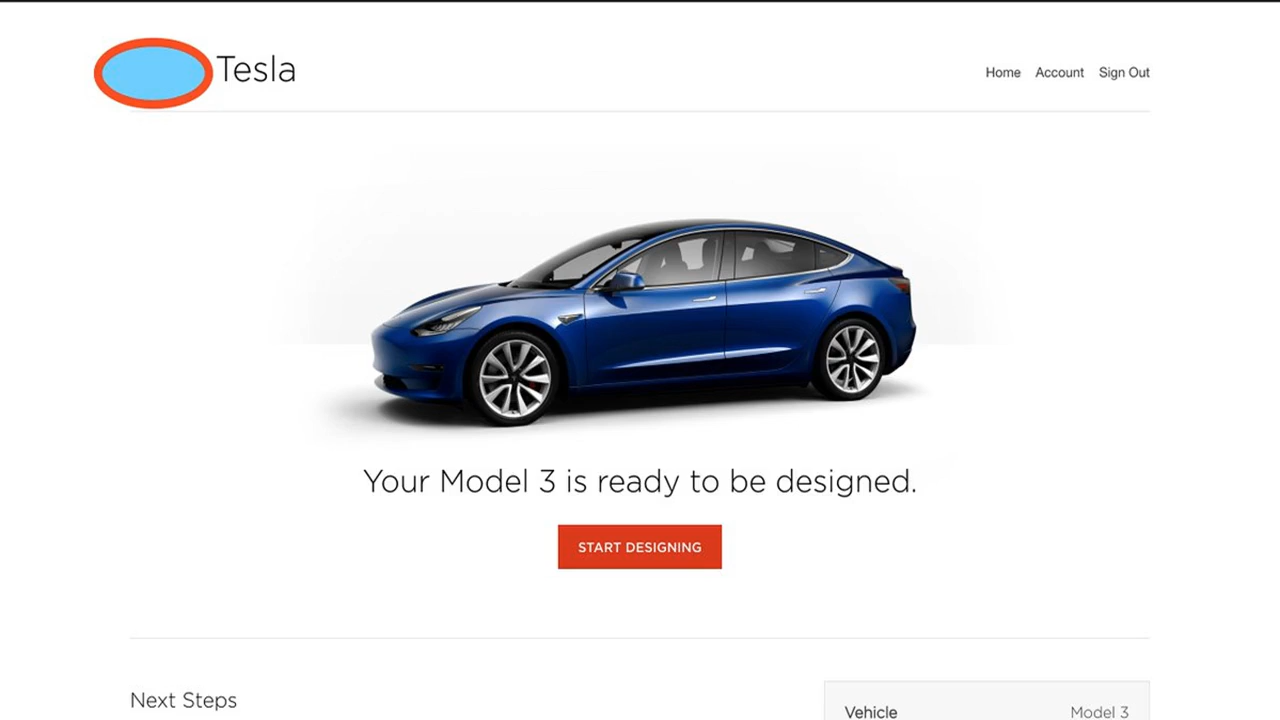 Tesla
Home Account Sign Out
Your Model 3 is ready to be designed.
START DESIGNING
Next Steps
Vehicle Model 3